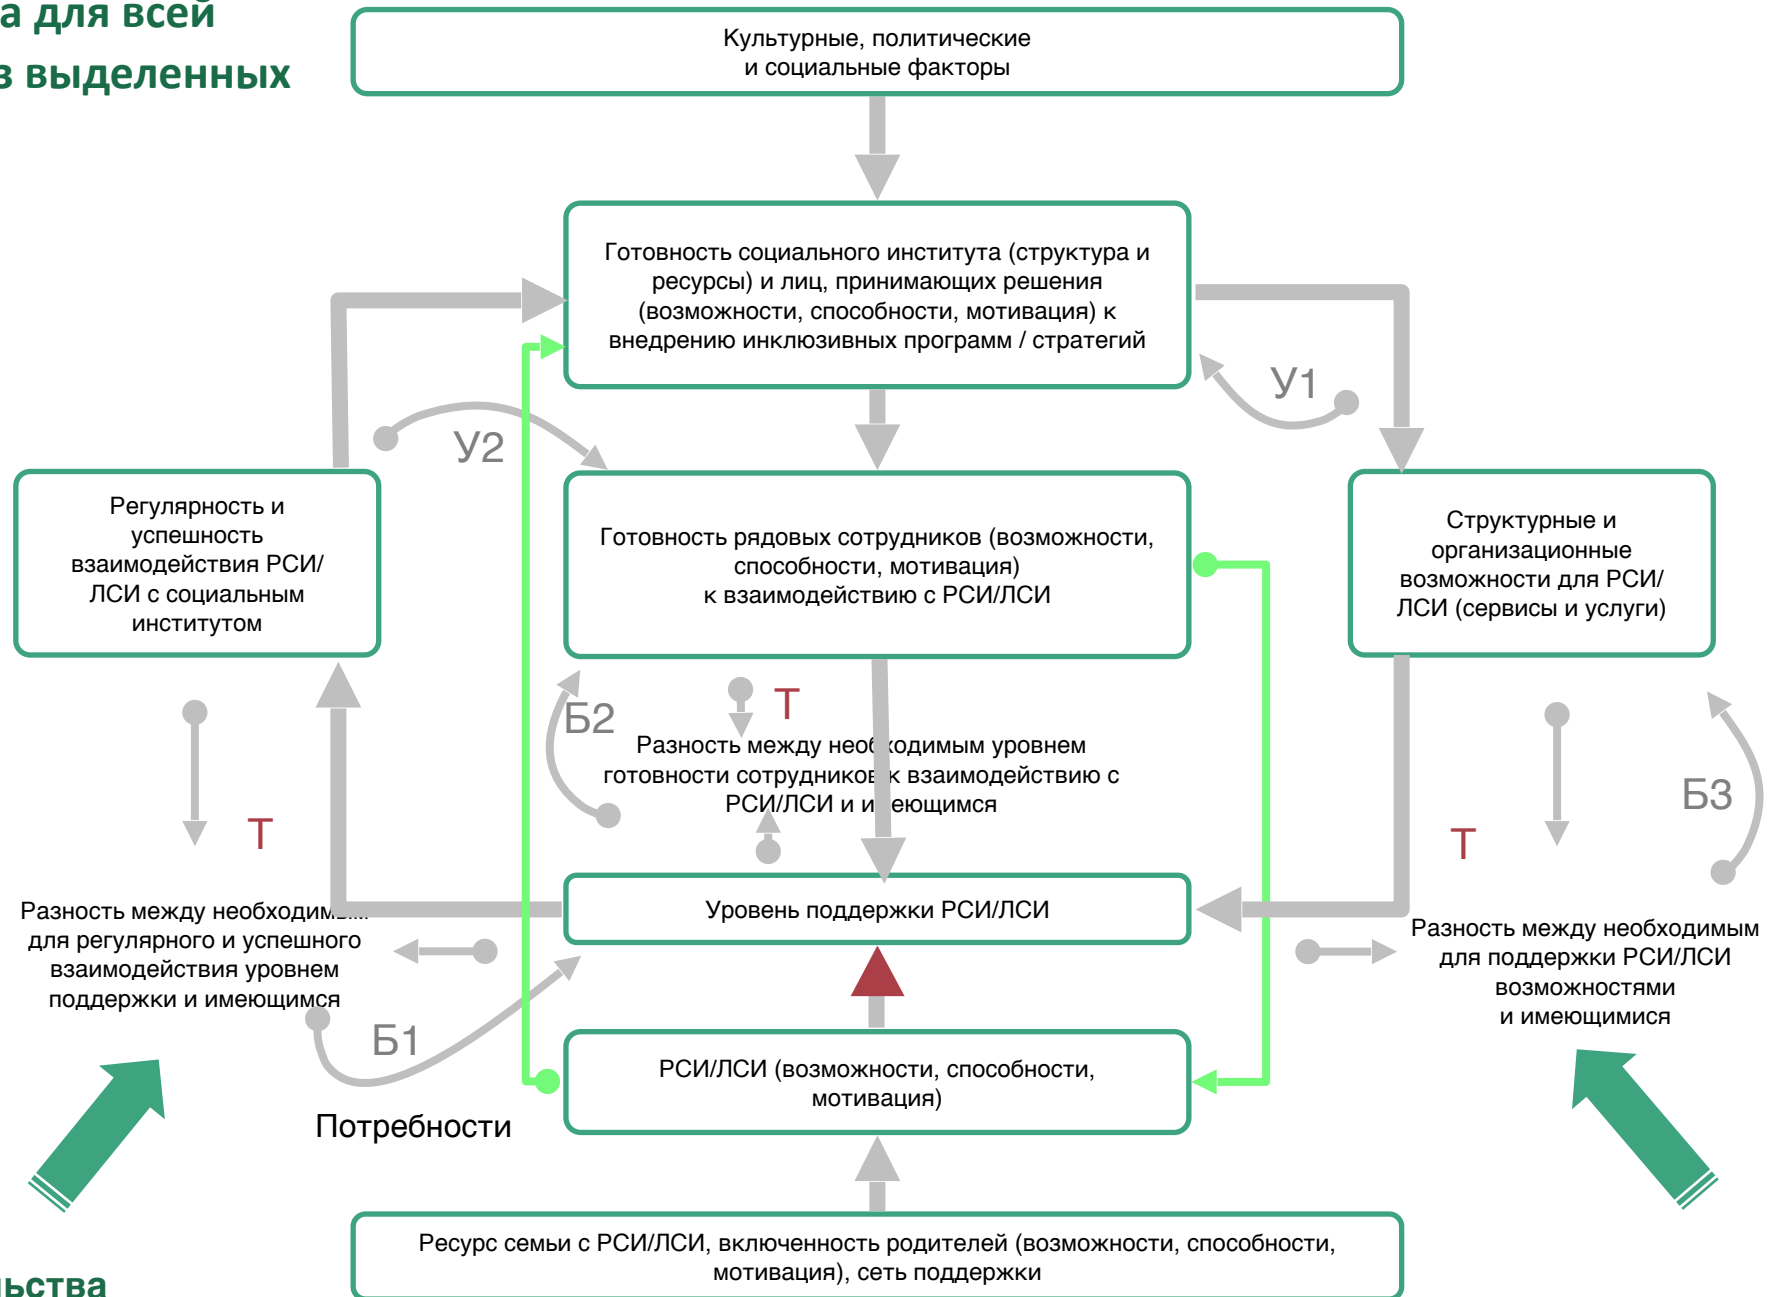 а для всей
з выделенных
Культурные, политические
и социальные факторы
Готовность социального института (структура и
ресурсы) и лиц, принимающих решения
(возможности, способности, мотивация) к
внедрению инклюзивных программ / стратегий
У1
У2
Регулярность и
успешность
взаимодействия РСИ/
ЛСИ с социальным
институтом
Готовность рядовых сотрудников (возможности,
способности, мотивация)
к взаимодействию с РСИ/ЛСИ
Структурные и
организационные
возможности для РСИ/
ЛСИ (сервисы и услуги)
Б2
Т
Разность между необходимым уровнем
готовности сотрудников к взаимодействию с
РСИ/ЛСИ и имеющимся
Б3
Т
Т
Уровень поддержки РСИ/ЛСИ
Разность между необходимым
для регулярного и успешного
взаимодействия уровнем
поддержки и имеющимся
Разность между необходимым
для поддержки РСИ/ЛСИ
возможностями
и имеющимися
Б1
РСИ/ЛСИ (возможности, способности,
мотивация)
Потребности
Ресурс семьи с РСИ/ЛСИ, включенность родителей (возможности, способности,
мотивация), сеть поддержки
льства